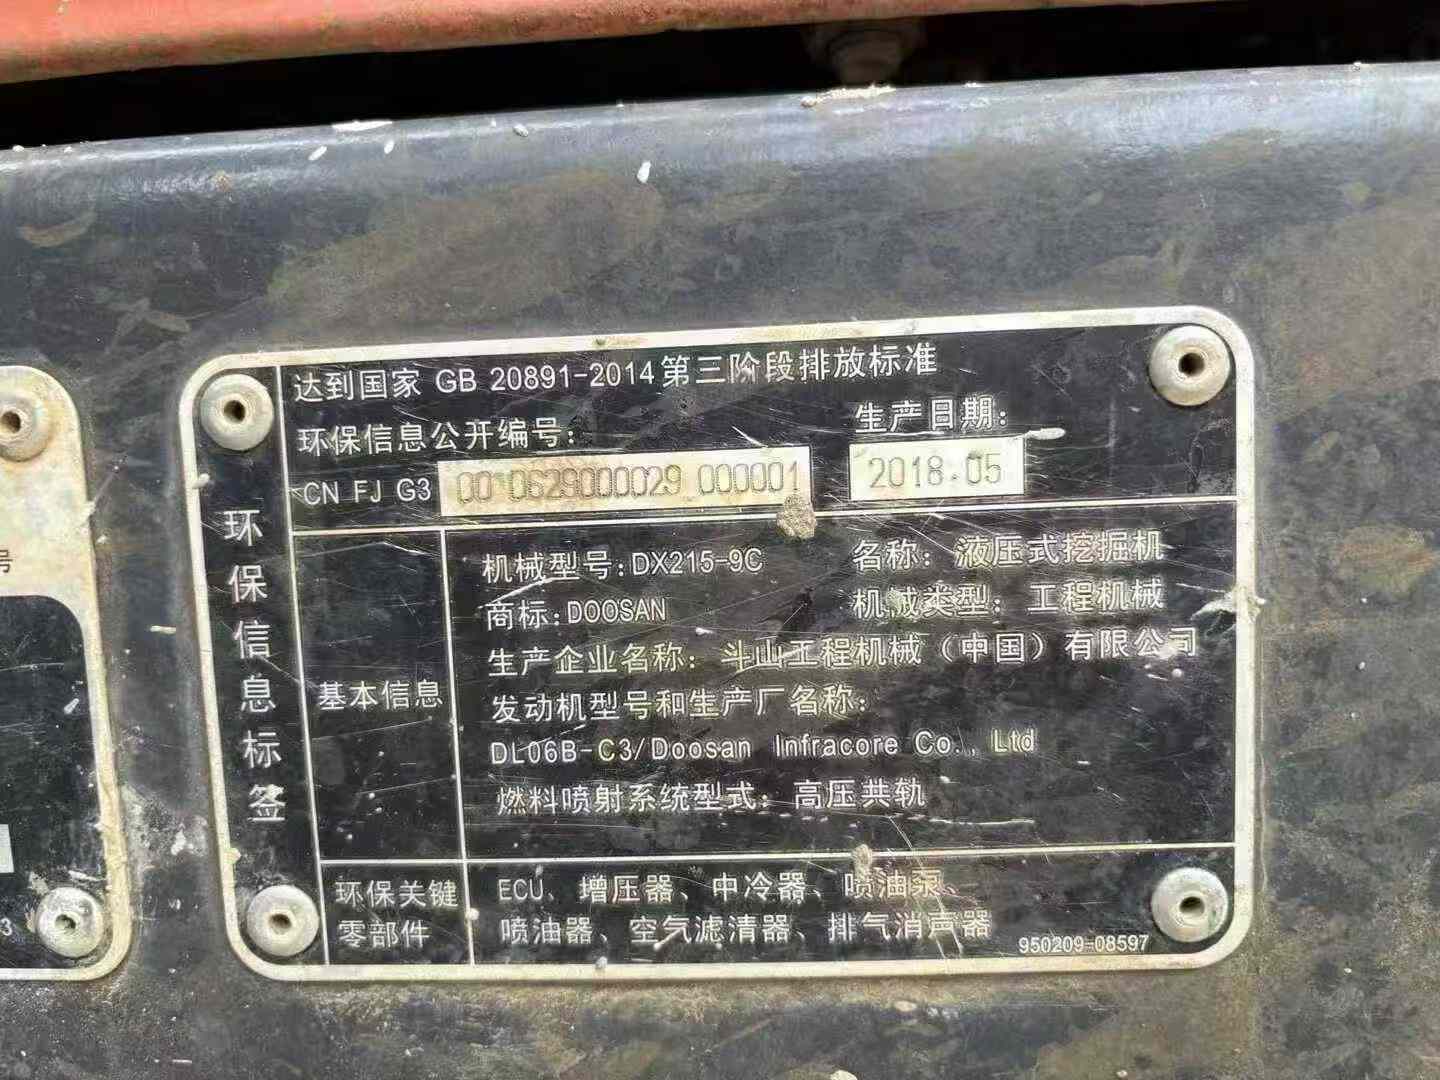 达到国家 GB 20891-2014第三阶段排放标准
环保信息公开编号:
生产日期:
CN FJ G3 00 0629000029 000001
2018.05
环保信息标签
基本信息
机械型号:DX215-9C 名称:液压式挖掘机
商标:DOOSAN 机械类型:工程机械
生产企业名称:斗山工程机械(中国)有限公司
发动机型号和生产厂名称:
DL06B-C3/Doosan Infracore Co., Ltd
燃料喷射系统型式:高压共轨
环保关键
零部件
ECU、增压器、中冷器、喷油泵、
喷油器、空气滤清器、排气消声器
950209-08597
号
3